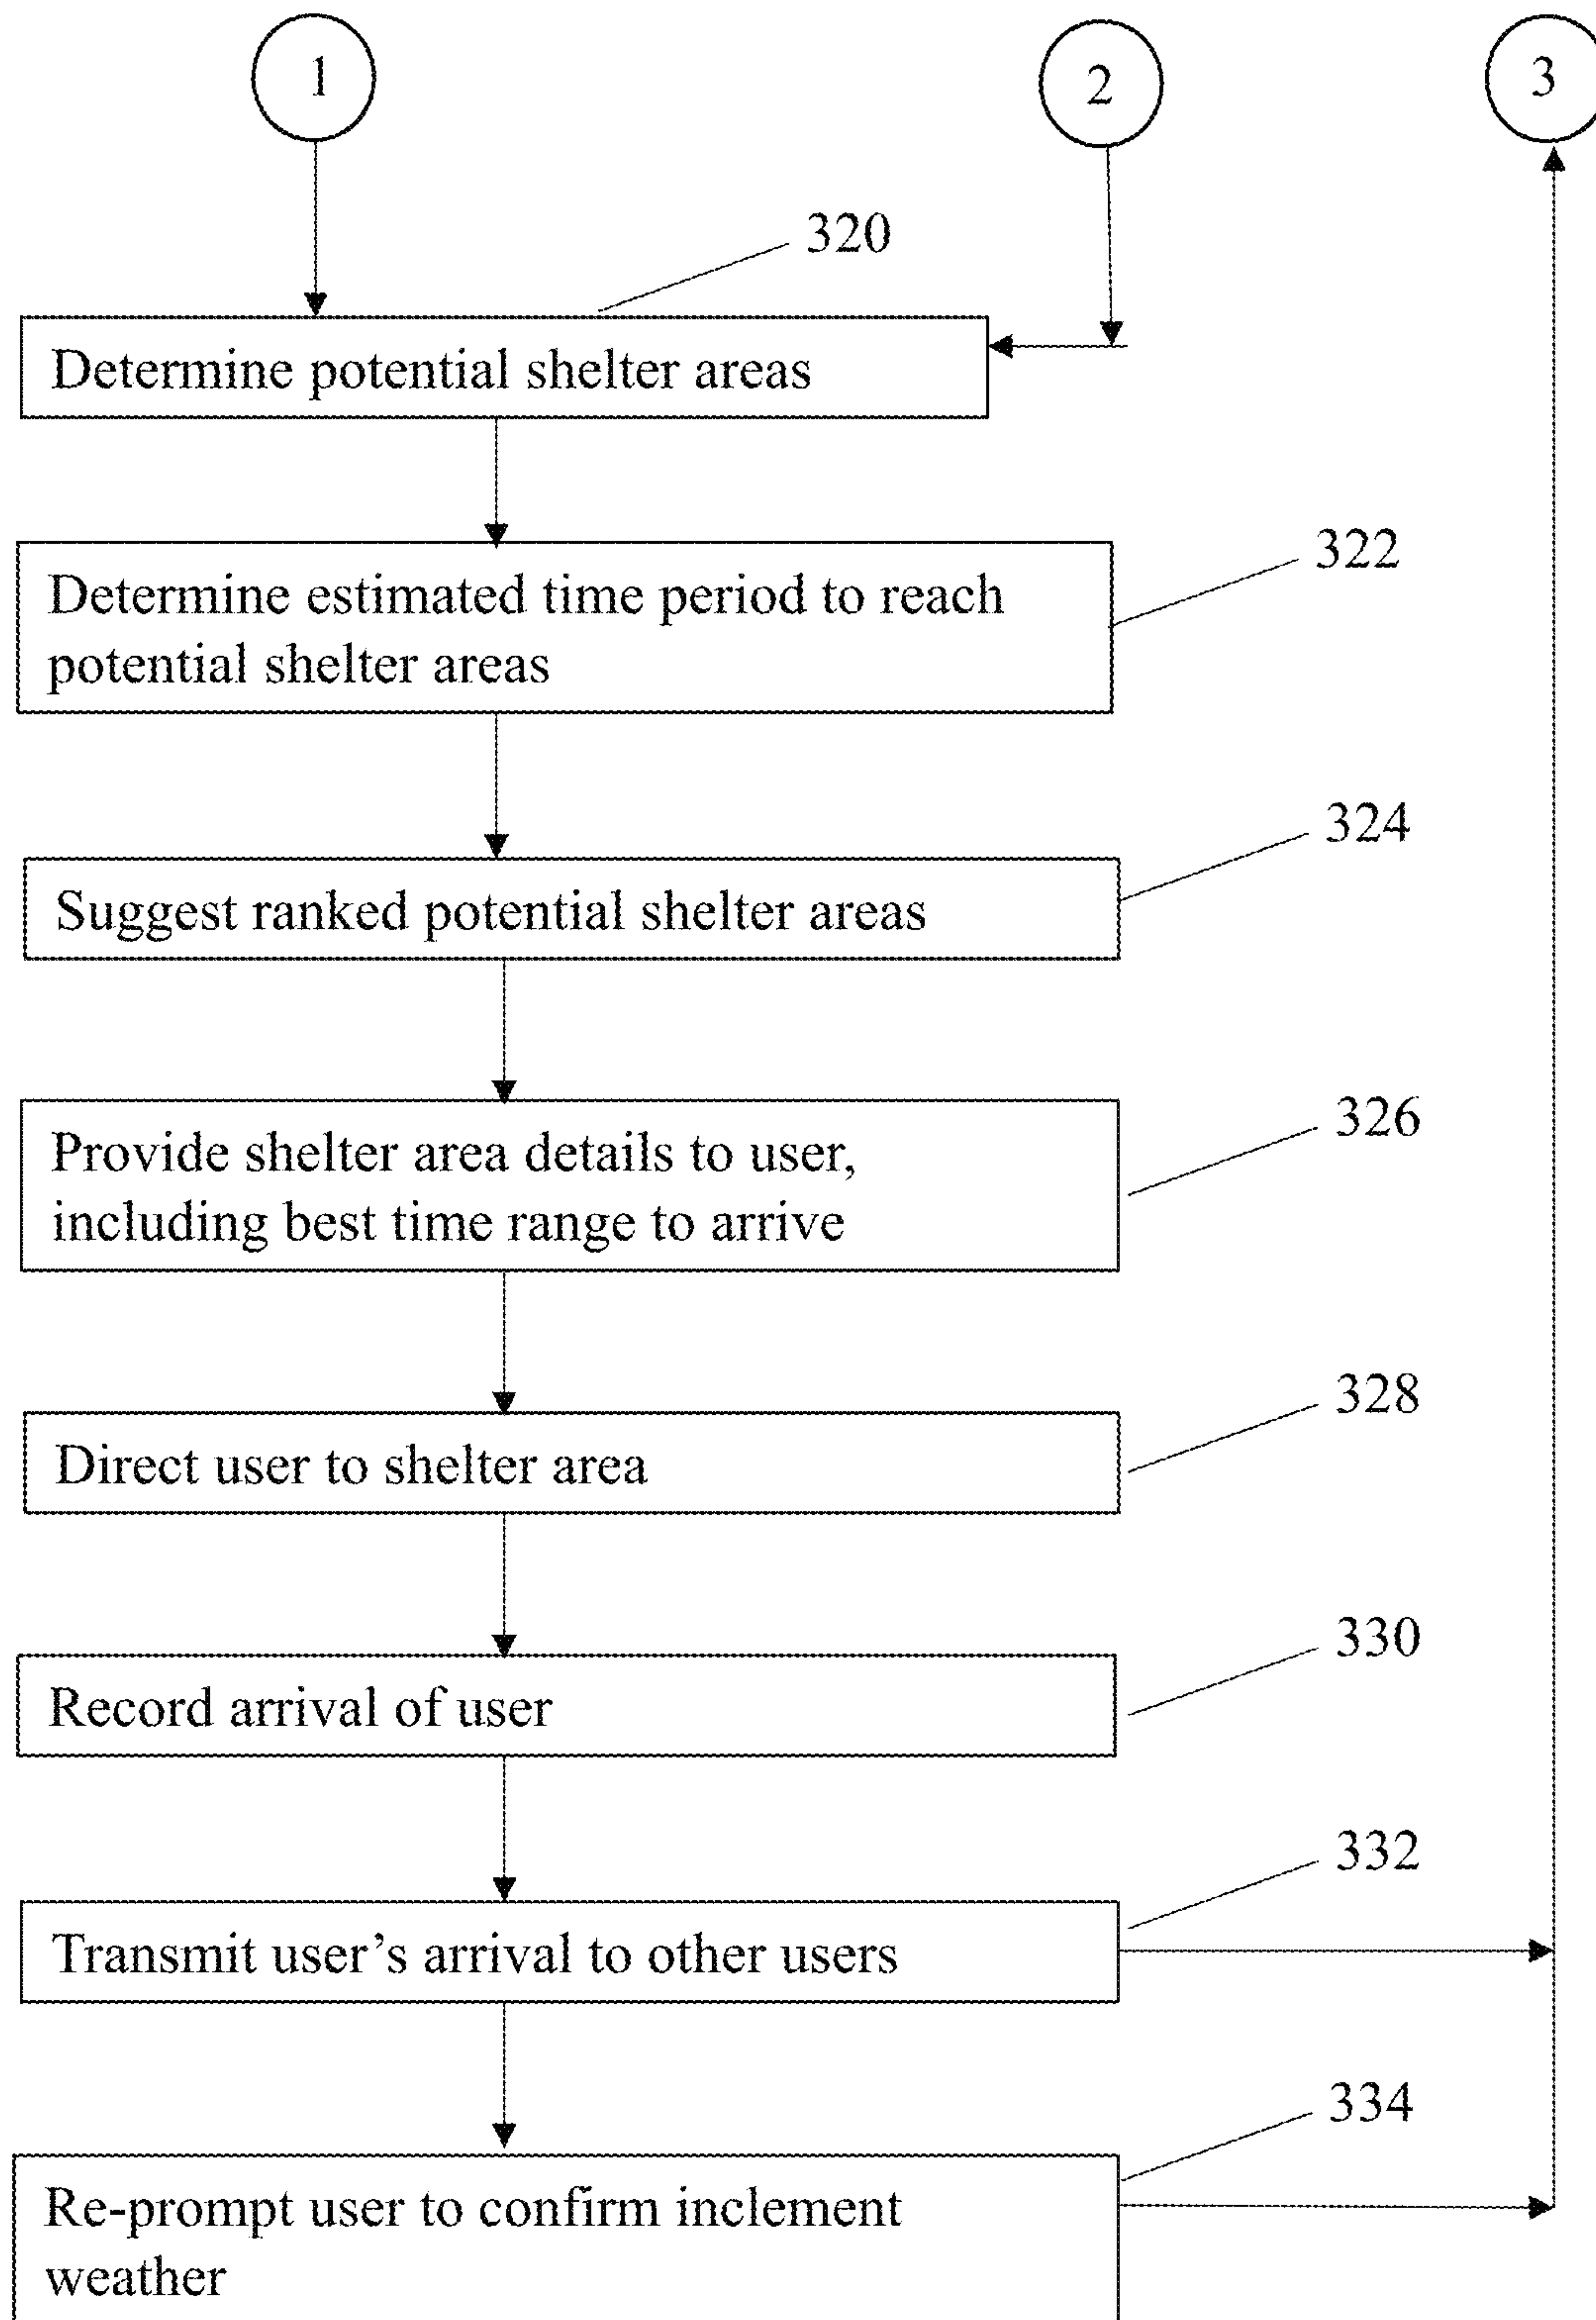 1
2
3
320
Determine potential shelter areas
322
Determine estimated time period to reach
potential shelter areas
324
Suggest ranked potential shelter areas
326
Provide shelter area details to user,
including best time range to arrive
328
Direct user to shelter area
330
Record arrival of user
332
Transmit user's arrival to other users
334
Re-prompt user to confirm inclement
weather